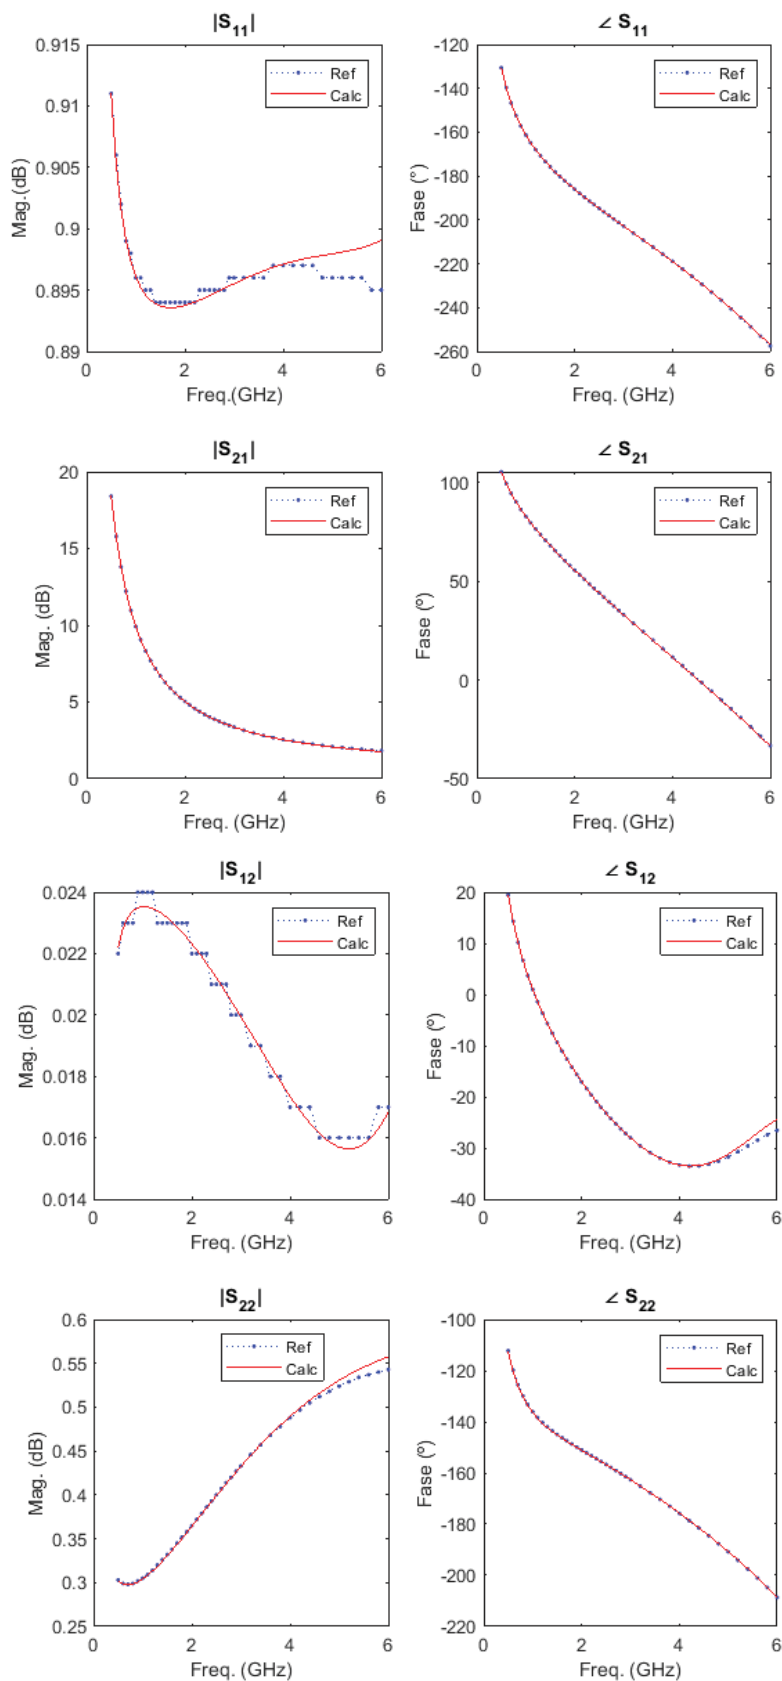 |S11|
∠ S11
0.915
0.91
0.905
0.9
0.895
0.89
Mag.(dB)
Ref
Calc
0 2 4 6
Freq.(GHz)
-120
-140
-160
-180
-200
-220
-240
-260
Fase (°)
Ref
Calc
0 2 4 6
Freq. (GHz)
|S21|
∠ S21
20
15
10
5
0
Mag. (dB)
Ref
Calc
0 2 4 6
Freq. (GHz)
100
50
0
-50
Fase (º)
Ref
Calc
0 2 4 6
Freq. (GHz)
|S12|
∠ S12
0.024
0.022
0.02
0.018
0.016
0.014
Mag. (dB)
Ref
Calc
0 2 4 6
Freq. (GHz)
20
10
0
-10
-20
-30
-40
Fase (º)
Ref
Calc
0 2 4 6
Freq. (GHz)
|S22|
∠ S22
0.6
0.55
0.5
0.45
0.4
0.35
0.3
0.25
Mag. (dB)
Ref
Calc
0 2 4 6
Freq. (GHz)
-100
-120
-140
-160
-180
-200
-220
Fase (º)
Ref
Calc
0 2 4 6
Freq. (GHz)